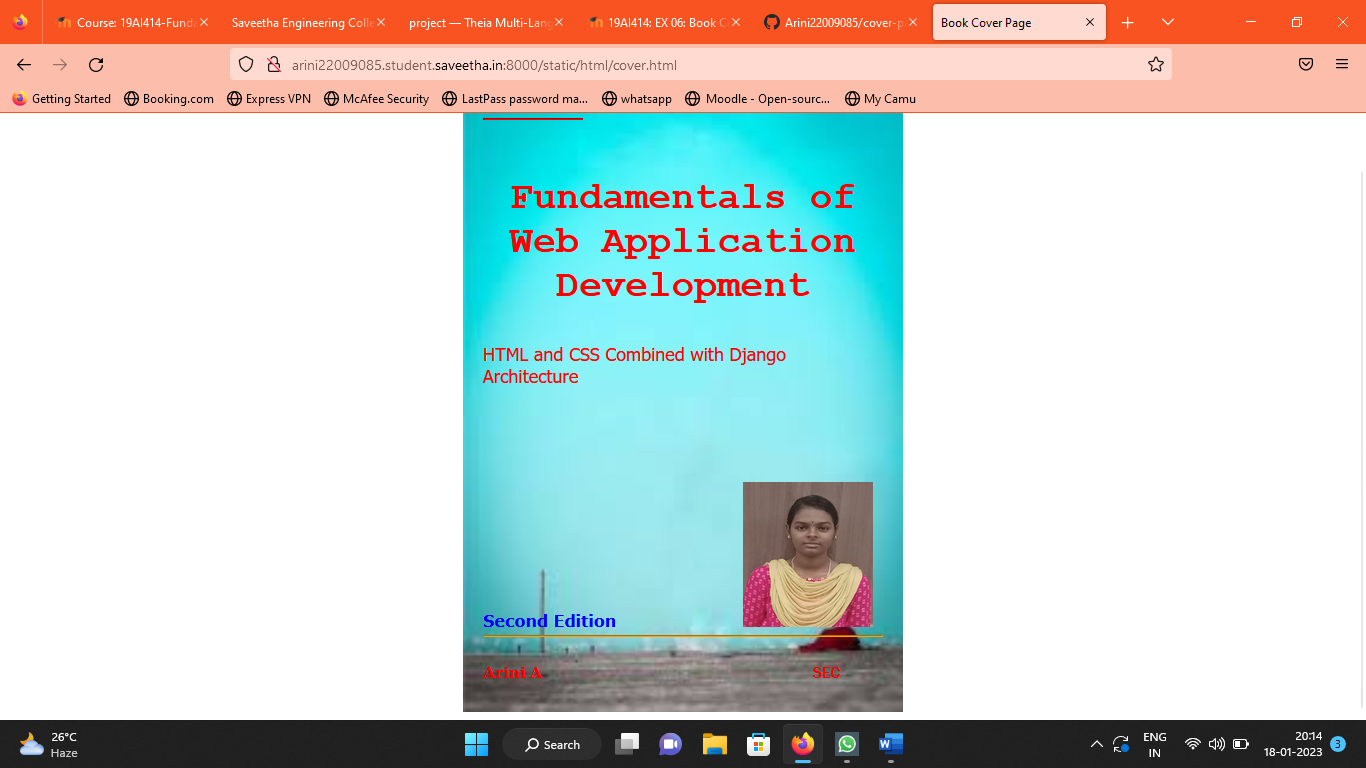 Course: 19AI414-Fund
Saveetha Engineering Coll
project — Theia Multi-Lang
19AI414: EX 06: Book C
Arini22009085/cover-p
Book Cover Page
arini22009085.student.saveetha.in:8000/static/html/cover.html
Getting Started
Booking.com
Express VPN
McAfee Security
LastPass password ma...
whatsapp
Moodle - Open-sourc...
My Camu
Fundamentals of
Web Application
Development
HTML and CSS Combined with Django
Architecture
Second Edition
Arini A
SEC
26°C
Haze
Search
ENG
IN
20:14
18-01-2023
3